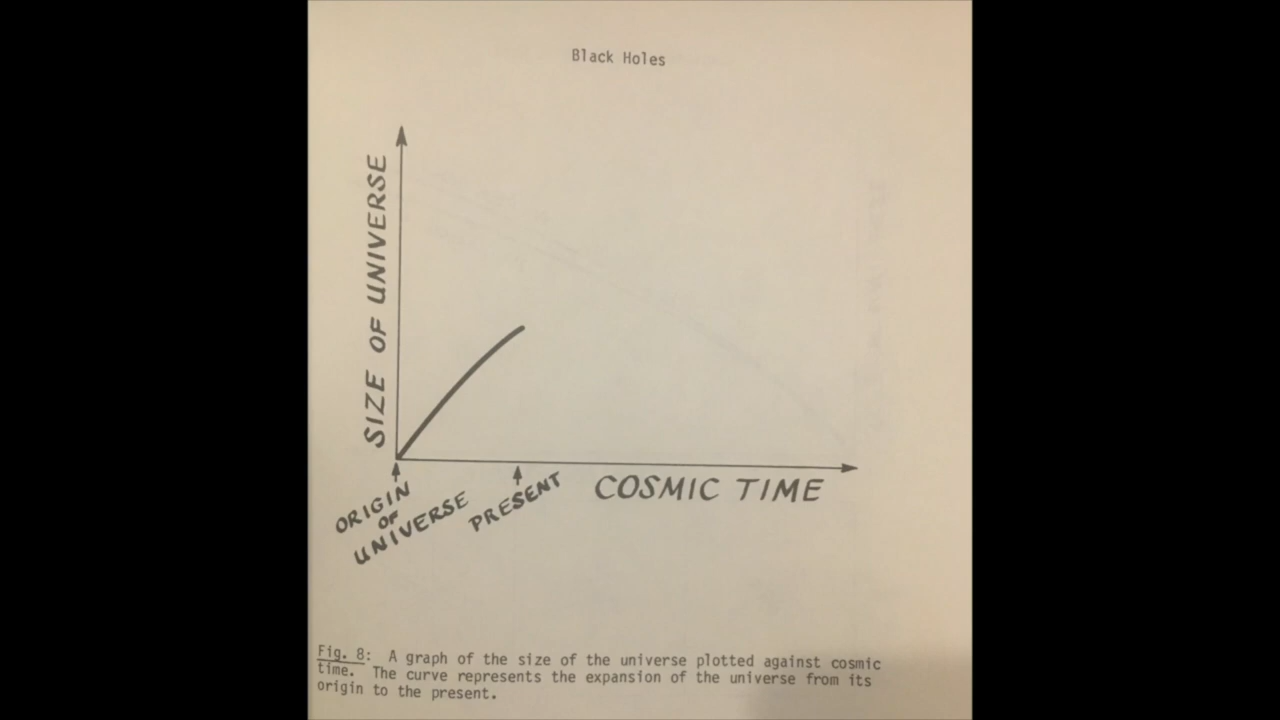 Black Holes
SIZE OF UNIVERSE
COSMIC TIME
ORIGIN
OF
UNIVERSE
PRESENT
Fig. 8: A graph of the size of the universe plotted against cosmic
time. The curve represents the expansion of the universe from its
origin to the present.